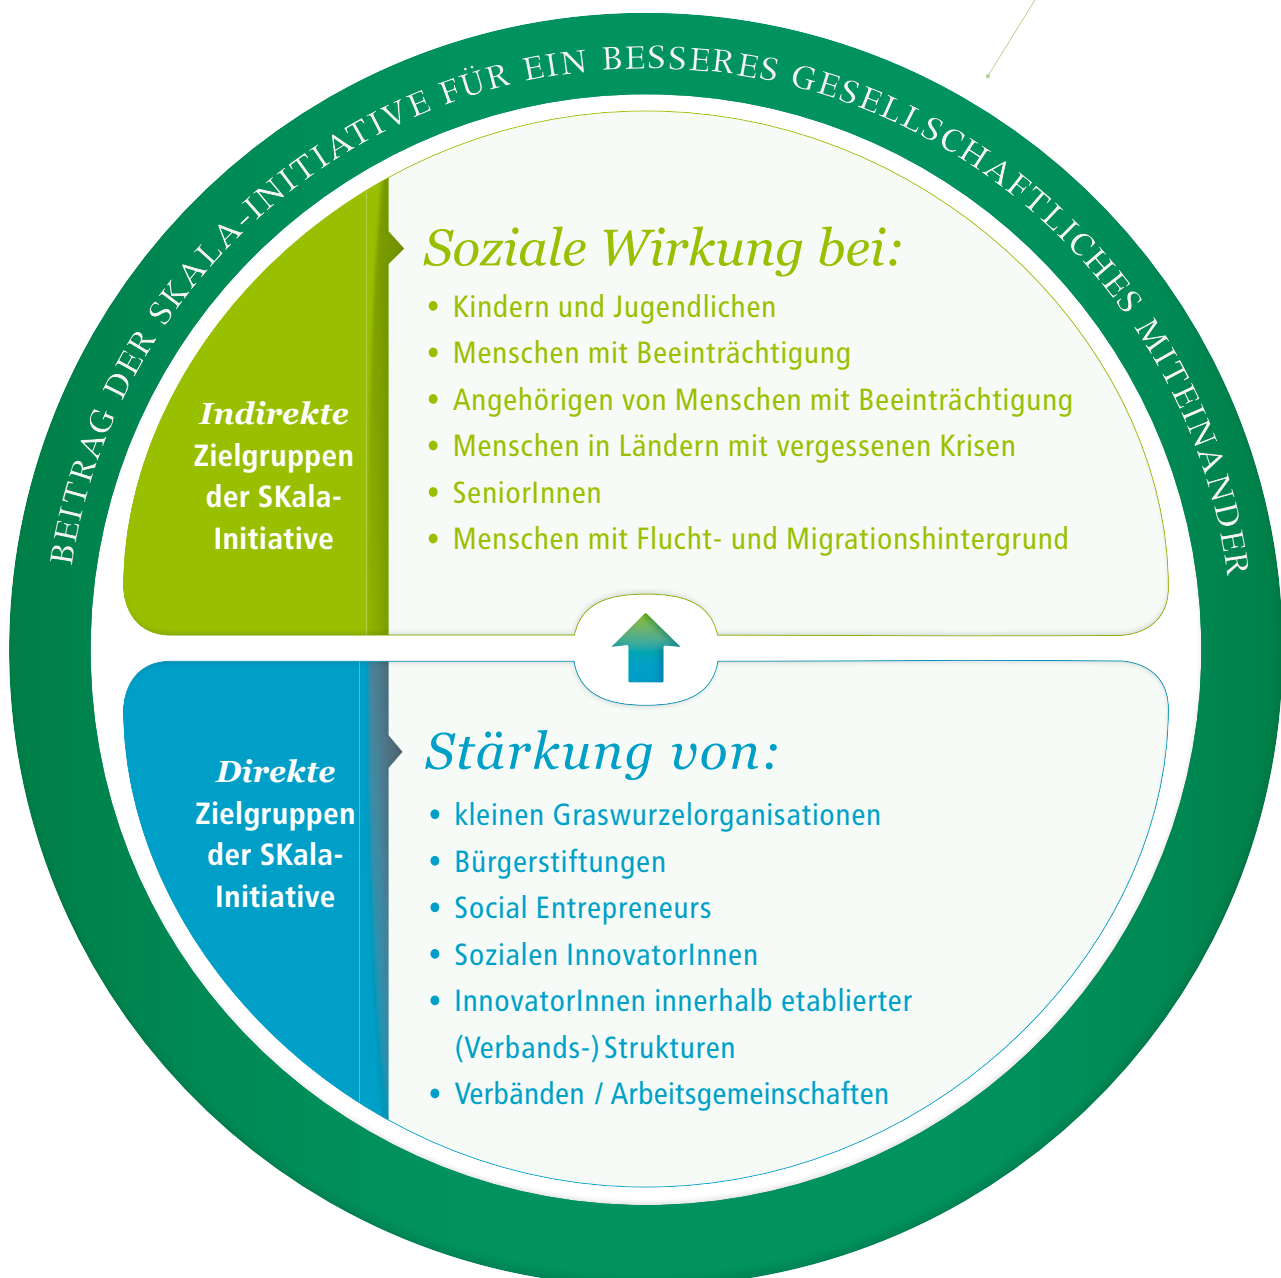 BEITRAG DER SKALA-INITIATIVE FÜR EIN BESSERES GESELLSCHAFTLICHES MITEINANDER
Indirekte
Zielgruppen
der SKala-
Initiative
Soziale Wirkung bei:
• Kindern und Jugendlichen
• Menschen mit Beeinträchtigung
• Angehörigen von Menschen mit Beeinträchtigung
• Menschen in Ländern mit vergessenen Krisen
• SeniorInnen
• Menschen mit Flucht- und Migrationshintergrund
Direkte
Zielgruppen
der SKala-
Initiative
Stärkung von:
• kleinen Graswurzelorganisationen
• Bürgerstiftungen
• Social Entrepreneurs
• Sozialen InnovatorInnen
• InnovatorInnen innerhalb etablierter
(Verbands-) Strukturen
• Verbänden / Arbeitsgemeinschaften